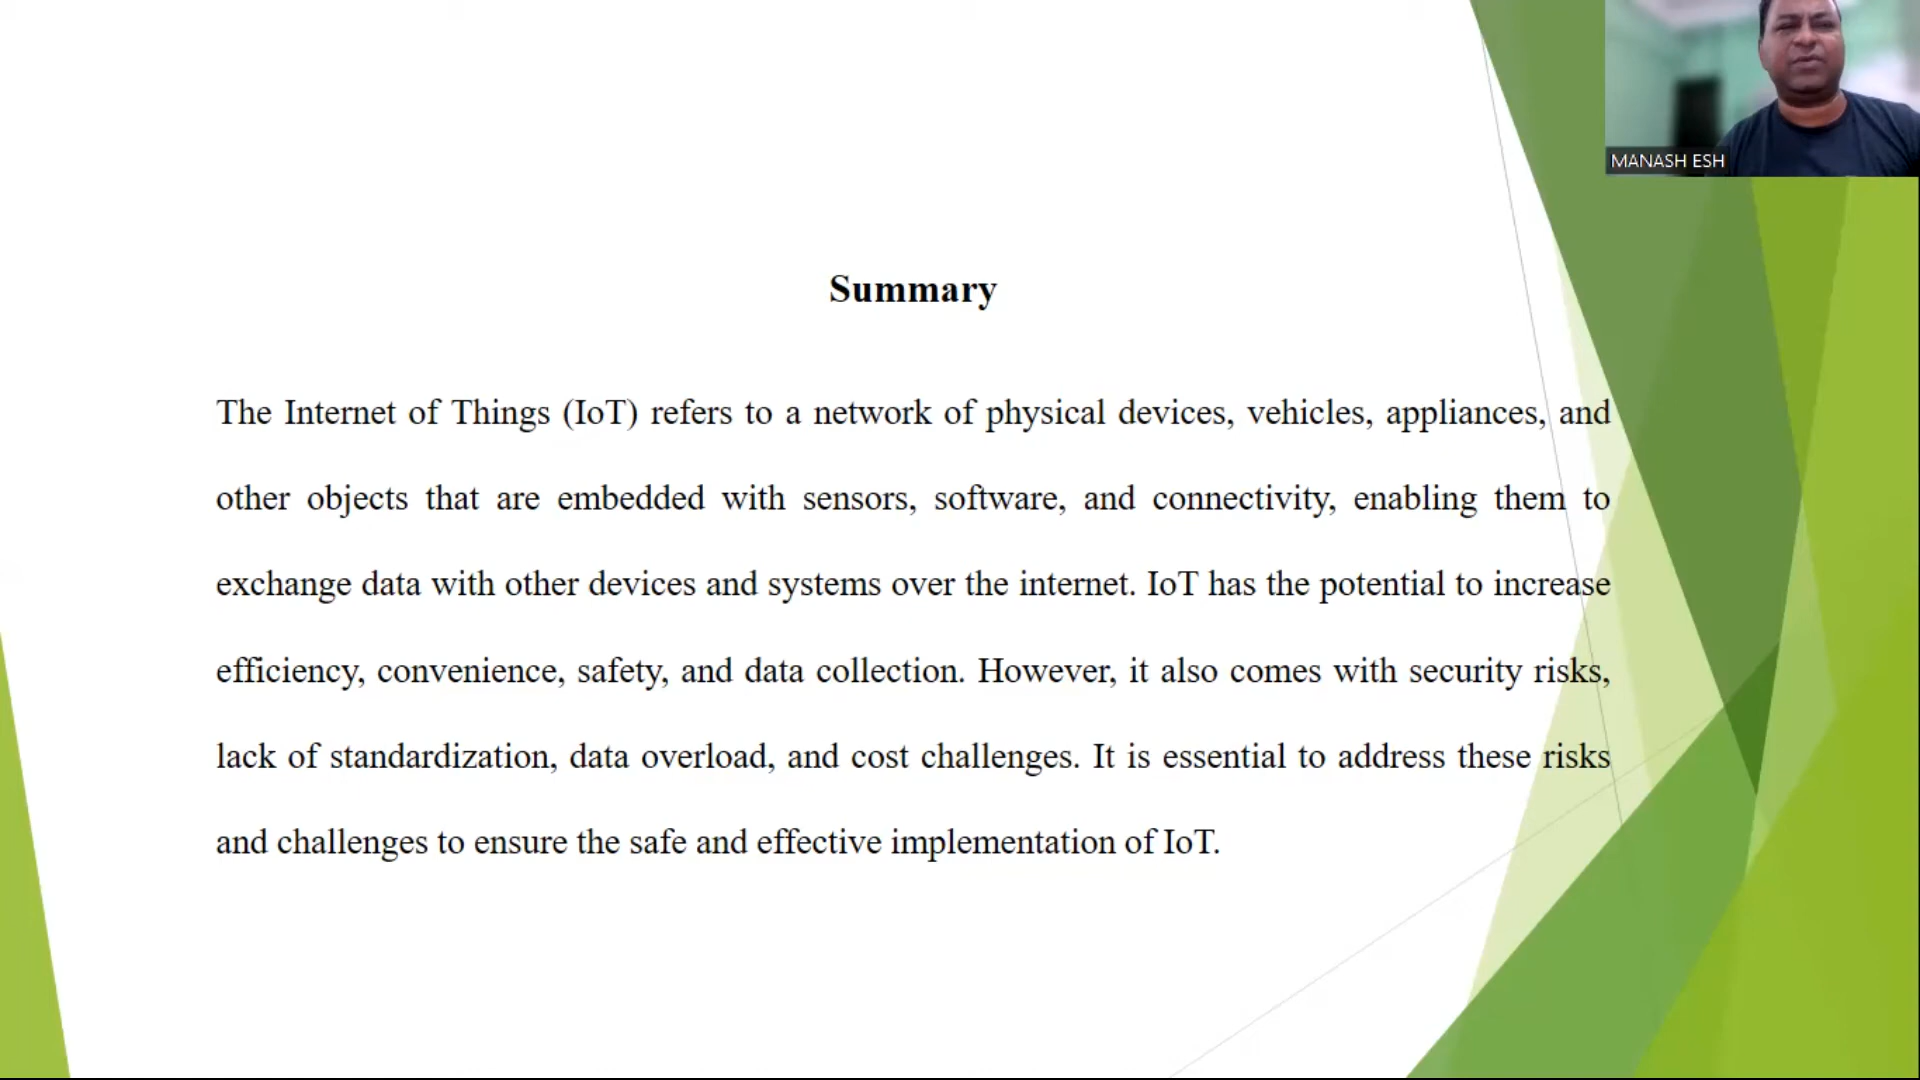 MANASH ESH
Summary
The Internet of Things (IoT) refers to a network of physical devices, vehicles, appliances, and
other objects that are embedded with sensors, software, and connectivity, enabling them to
exchange data with other devices and systems over the internet. IoT has the potential to increase
efficiency, convenience, safety, and data collection. However, it also comes with security risks,
lack of standardization, data overload, and cost challenges. It is essential to address these risks
and challenges to ensure the safe and effective implementation of IoT.